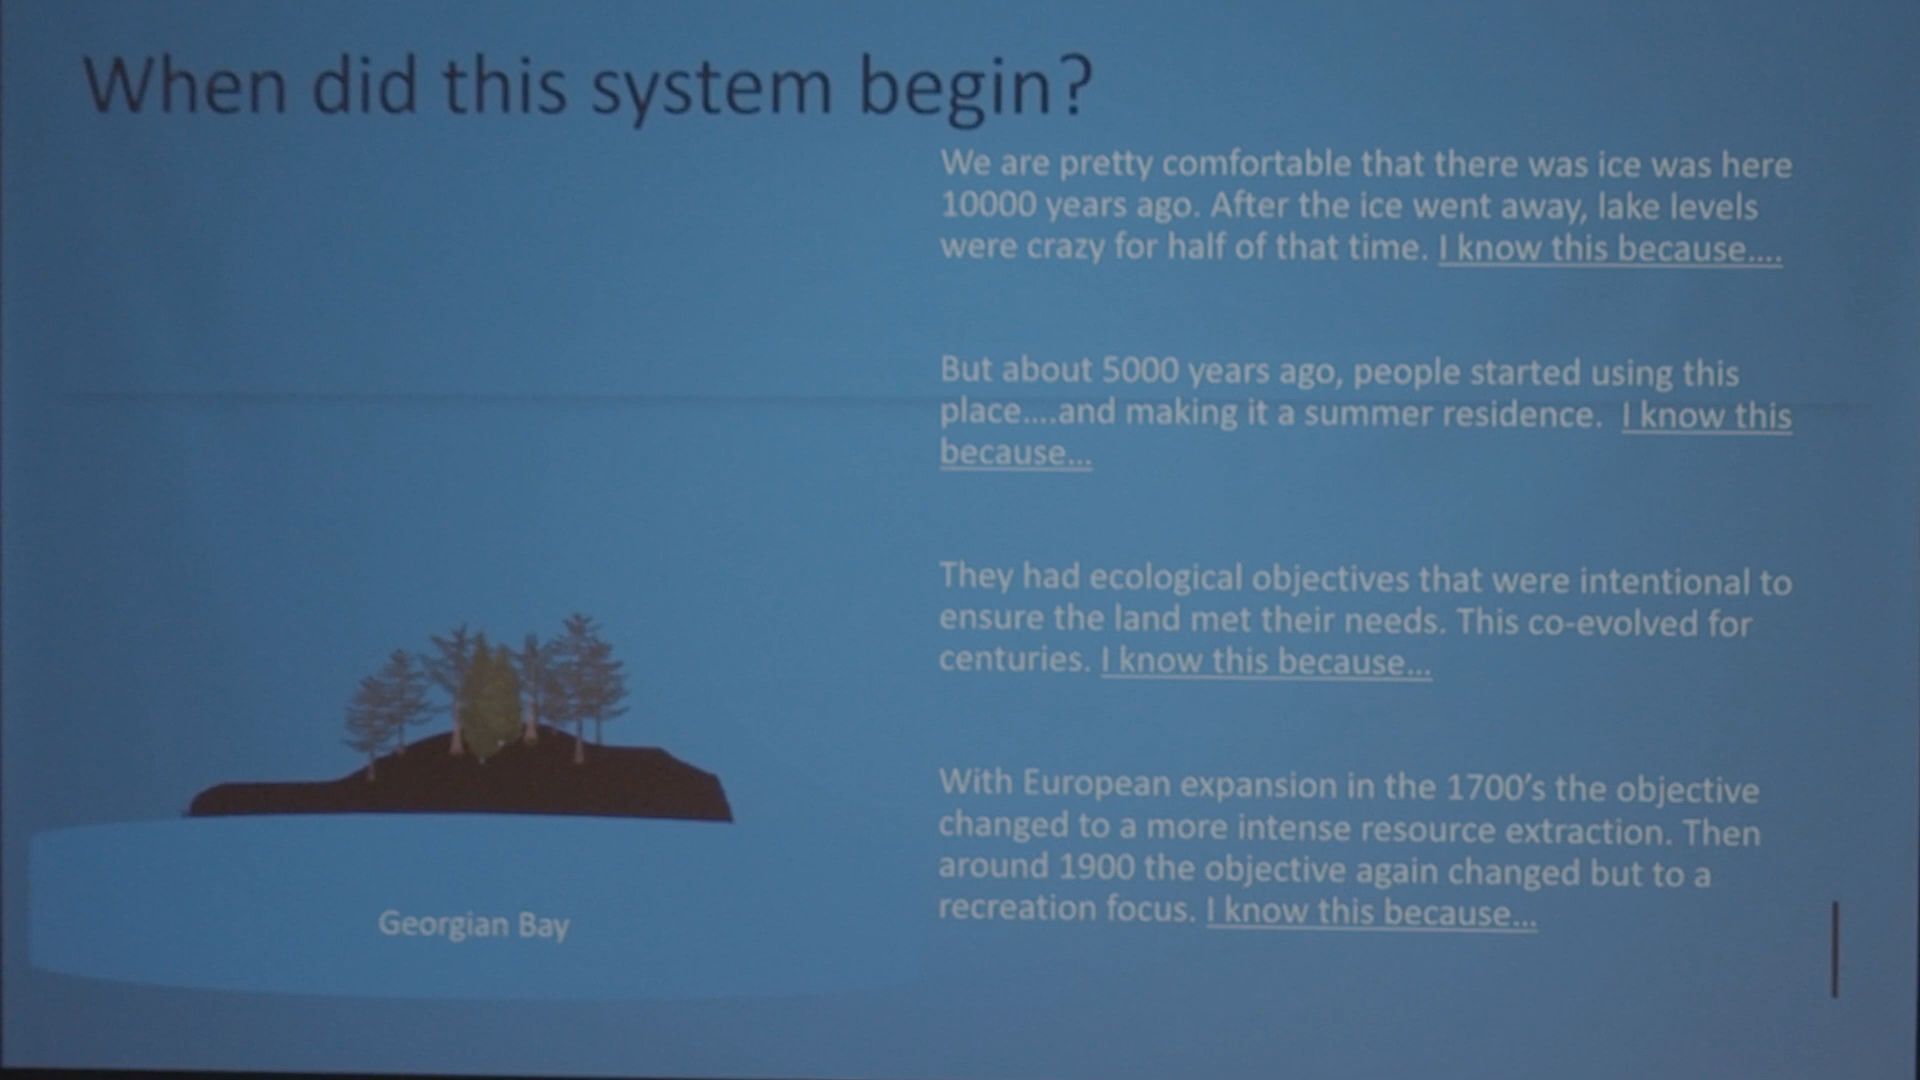 When did this system begin?
We are pretty comfortable that there was ice was here
10000 years ago. After the ice went away, lake levels
were crazy for half of that time. I know this because....
But about 5000 years ago, people started using this
place....and making it a summer residence. I know this
because...
They had ecological objectives that were intentional to
ensure the land met their needs. This co-evolved for
centuries. I know this because...
With European expansion in the 1700's the objective
changed to a more intense resource extraction. Then
around 1900 the objective again changed but to a
recreation focus. I know this because...
Georgian Bay